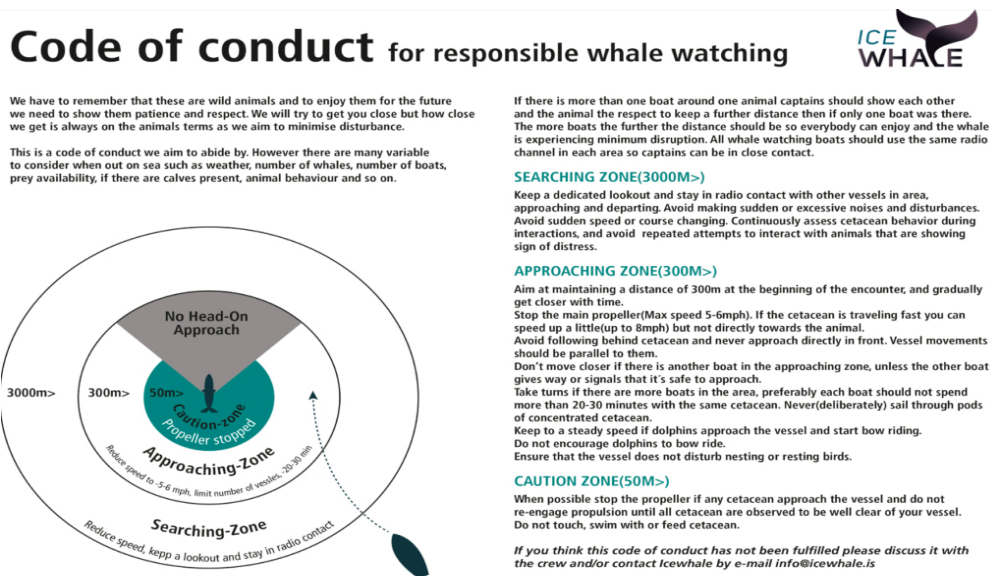 Code of conduct for responsible whale watching
ICE
WHALE
We have to remember that these are wild animals and to enjoy them for the future
we need to show them patience and respect. We will try to get you close but how close
we get is always on the animals terms as we aim to minimise disturbance.
This is a code of conduct we aim to abide by. However there are many variable
to consider when out on sea such as weather, number of whales, number of boats,
prey availability, if there are calves present, animal behaviour and so on.
No Head-On
Approach
3000m>
300m>
50m>
Caution-zone
Propeller stopped
Approaching-Zone
Reduce speed to -5-6 mph, limit number of vessles, -20-30 min
Searching-Zone
Reduce speed, kepp a lookout and stay in radio contact
If there is more than one boat around one animal captains should show each other
and the animal the respect to keep a further distance then if only one boat was there.
The more boats the further the distance should be so everybody can enjoy and the whale
is experiencing minimum disruption. All whale watching boats should use the same radio
channel in each area so captains can be in close contact.
SEARCHING ZONE(3000M>)
Keep a dedicated lookout and stay in radio contact with other vessels in area,
approaching and departing. Avoid making sudden or excessive noises and disturbances.
Avoid sudden speed or course changing. Continuously assess cetacean behavior during
interactions, and avoid repeated attempts to interact with animals that are showing
sign of distress.
APPROACHING ZONE(300M>)
Aim at maintaining a distance of 300m at the beginning of the encounter, and gradually
get closer with time.
Stop the main propeller(Max speed 5-6mph). If the cetacean is traveling fast you can
speed up a little(up to 8mph) but not directly towards the animal.
Avoid following behind cetacean and never approach directly in front. Vessel movements
should be parallel to them.
Don't move closer if there is another boat in the approaching zone, unless the other boat
gives way or signals that it´s safe to approach.
Take turns if there are more boats in the area, preferably each boat should not spend
more than 20-30 minutes with the same cetacean. Never(deliberately) sail through pods
of concentrated cetacean.
Keep to a steady speed if dolphins approach the vessel and start bow riding.
Do not encourage dolphins to bow ride.
Ensure that the vessel does not disturb nesting or resting birds.
CAUTION ZONE(50M>)
When possible stop the propeller if any cetacean approach the vessel and do not
re-engage propulsion until all cetacean are observed to be well clear of your vessel.
Do not touch, swim with or feed cetacean.
If you think this code of conduct has not been fulfilled please discuss it with
the crew and/or contact Icewhale by e-mail info@icewhale.is